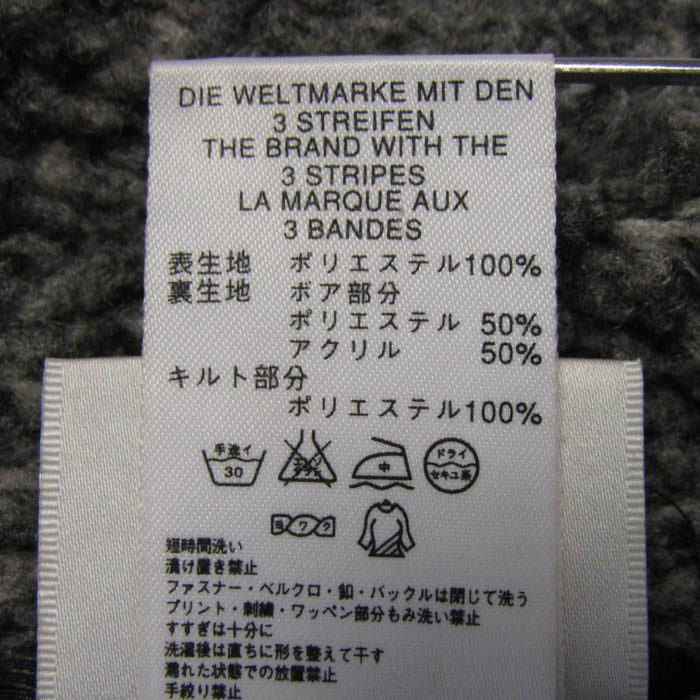 DIE WELTMARKE MIT DEN
3 STREIFEN
THE BRAND WITH THE
3 STRIPES
LA MARQUE AUX
3 BANDES
表生地 ポリエステル100%
裏生地 ボア部分
ポリエステル 50%
アクリル 50%
キルト部分
ポリエステル100%
手洗イ 30
中
ドライ セキユ系
ヨワク
短時間洗い
漬け置き禁止
ファスナー・ベルクロ・釦・バックルは閉じて洗う
プリント・刺繍・ワッペン部分もみ洗い禁止
すすぎは十分に
洗濯後は直ちに形を整えて干す
濡れた状態での放置禁止
手絞り禁止